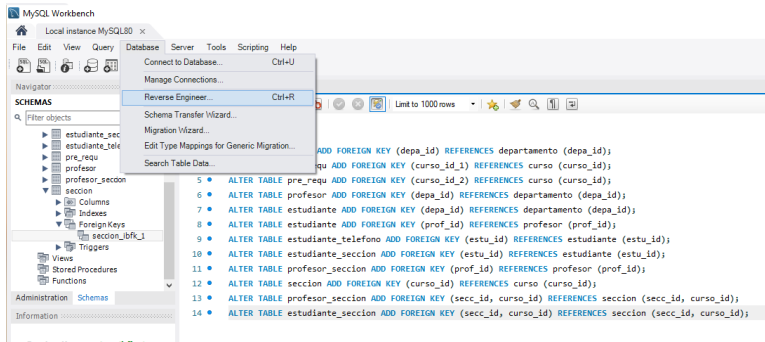 MySQL Workbench
Local instance MySQL80 ×
File Edit View Query Database Server Tools Scripting Help
Connect to Database... Ctrl+U
Manage Connections...
Reverse Engineer... Ctrl+R
Schema Transfer Wizard...
Migration Wizard...
Edit Type Mappings for Generic Migration...
Search Table Data...
Navigator
SCHEMAS
Filter objects
estudiante_sec
estudiante_tele
pre_requ
profesor
profesor_seccion
seccion
Columns
Indexes
Foreign Keys
seccion_ibfk_1
Triggers
Views
Stored Procedures
Functions
Administration Schemas
Information
Limit to 1000 rows
ADD FOREIGN KEY (depa_id) REFERENCES departamento (depa_id);
qu ADD FOREIGN KEY (curso_id_1) REFERENCES curso (curso_id);
5 ALTER TABLE pre_requ ADD FOREIGN KEY (curso_id_2) REFERENCES curso (curso_id);
6 ALTER TABLE profesor ADD FOREIGN KEY (depa_id) REFERENCES departamento (depa_id);
7 ALTER TABLE estudiante ADD FOREIGN KEY (depa_id) REFERENCES departamento (depa_id);
8 ALTER TABLE estudiante ADD FOREIGN KEY (prof_id) REFERENCES profesor (prof_id);
9 ALTER TABLE estudiante_telefono ADD FOREIGN KEY (estu_id) REFERENCES estudiante (estu_id);
10 ALTER TABLE estudiante_seccion ADD FOREIGN KEY (estu_id) REFERENCES estudiante (estu_id);
11 ALTER TABLE profesor_seccion ADD FOREIGN KEY (prof_id) REFERENCES profesor (prof_id);
12 ALTER TABLE seccion ADD FOREIGN KEY (curso_id) REFERENCES curso (curso_id);
13 ALTER TABLE profesor_seccion ADD FOREIGN KEY (secc_id, curso_id) REFERENCES seccion (secc_id, curso_id);
14 ALTER TABLE estudiante_seccion ADD FOREIGN KEY (secc_id, curso_id) REFERENCES seccion (secc_id, curso_id);